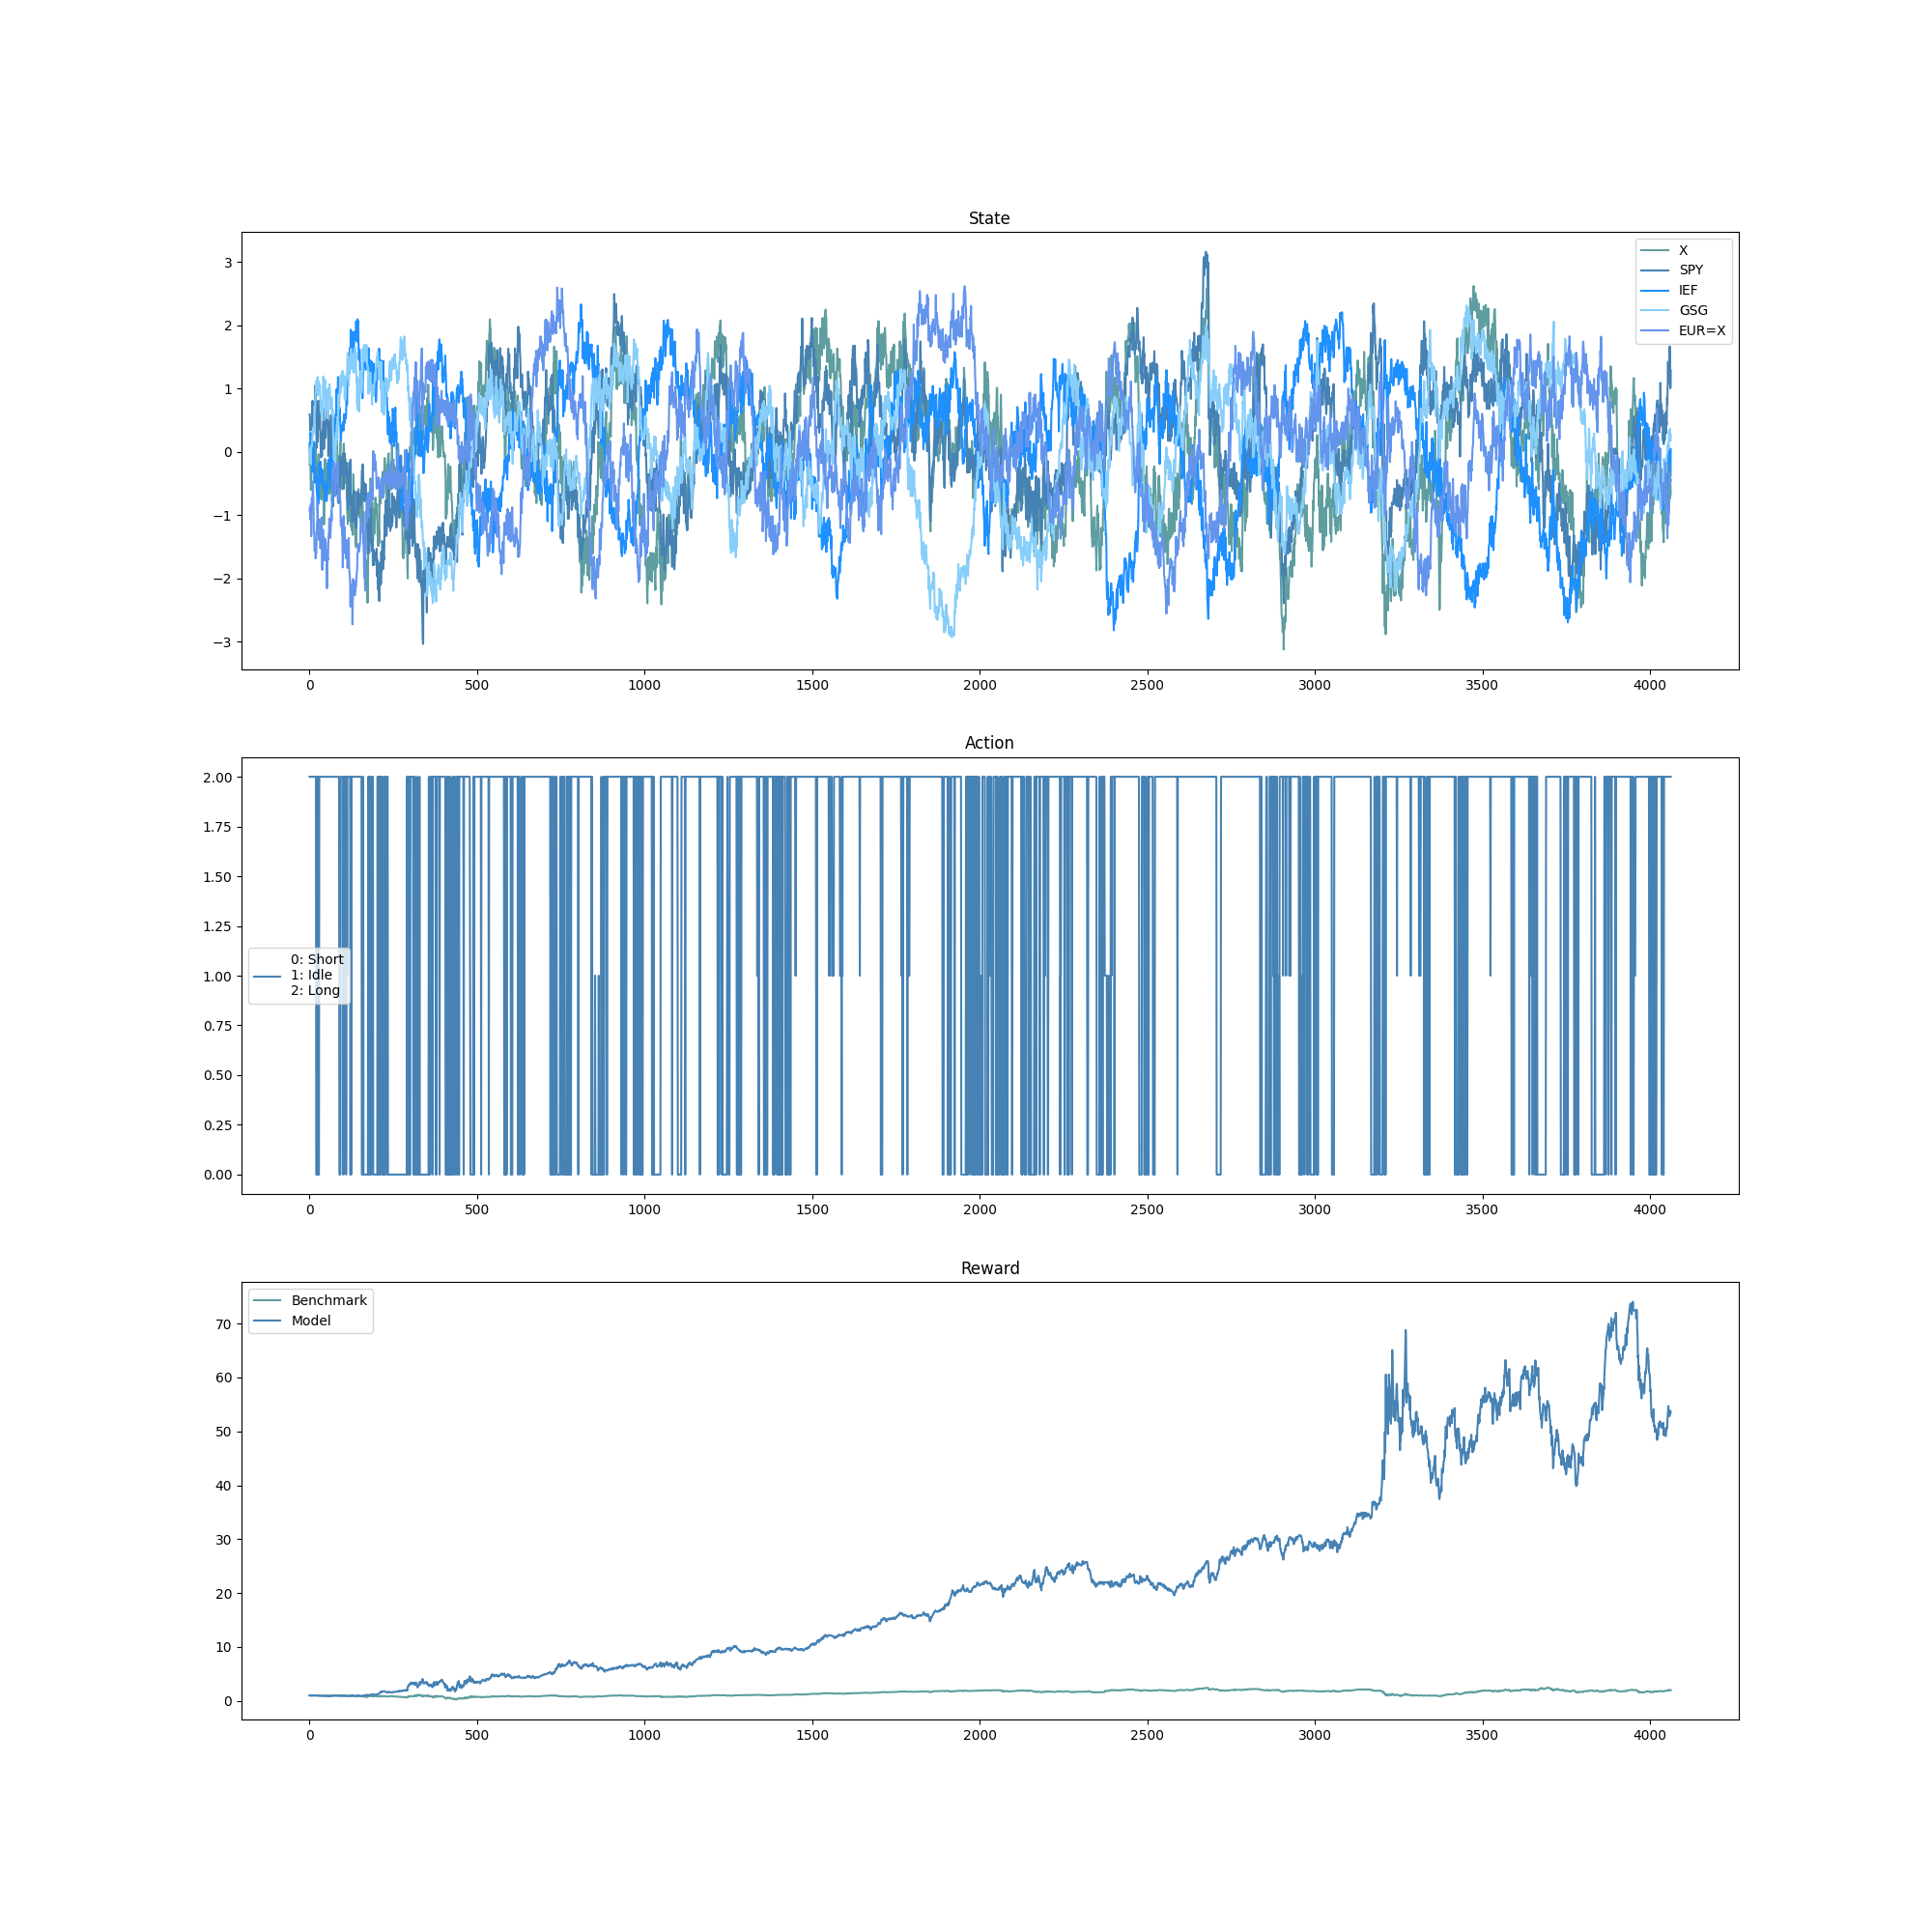 State
3
2
1
0
−1
−2
−3
X
SPY
IEF
GSG
EUR=X
0 500 1000 1500 2000 2500 3000 3500 4000
Action
2.00
1.75
1.50
1.25
1.00
0.75
0.50
0.25
0.00
0: Short
1: Idle
2: Long
0 500 1000 1500 2000 2500 3000 3500 4000
Reward
Benchmark
Model
70
60
50
40
30
20
10
0
0 500 1000 1500 2000 2500 3000 3500 4000